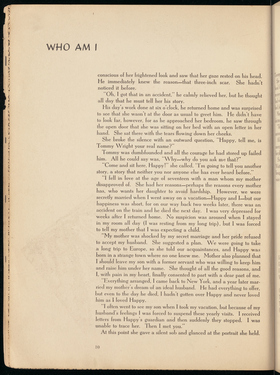 WHO AM I
conscious of her frightened look and saw that her gaze rested on his head.
He immediately knew the reason—that three-inch scar. She hadn't
noticed it before.
"Oh, I got that in an accident," he calmly relieved her, but he thought
all day that he must tell her his story.
His day's work done at six o'clock, he returned home and was surprised
to see that she wasn't at the door as usual to greet him. He didn't have
to look far, however, for as he approached her bedroom, he saw through
the open door that she was sitting on her bed with an open letter in her
hand. She sat there with the tears flowing down her cheeks.
She broke the silence with an outward question, "Happy, tell me, is
Tommy Wright your real name?"
Tommy was dumbfounded and all the courage he had stored up failed
him. All he could say was, "Why—why do you ask me that?"
"Come and sit here, Happy!" she called. "I'm going to tell you another
story, a story that neither you nor anyone else has ever heard before."
"I fell in love at the age of seventeen with a man whom my mother
disapproved of. She had her reasons—perhaps the reasons every mother
has, who wants her daughter to avoid hardship. However, we were
secretly married when I went away on a vacation—Happy and I—but our
happiness was short, for on our way back two weeks later, there was an
accident on the train and he died the next day. I was very depressed for
weeks after I returned home. No suspicion was aroused when I stayed
in my room all day (I was resting from my long trip), but I was forced
to tell my mother that I was expecting a child.
"My mother was shocked by my secret marriage and her pride refused
to accept my husband. She suggested a plan. We were going to take
a long trip to Europe, as she told our acquaintances, and Happy was
born in a strange town where no one knew me. Mother also planned that
I should leave my son with a former servant who was willing to keep him
and raise him under her name. She thought of all the good reasons, and
I, with pain in my heart, finally consented to part with a dear part of me.
"Everything arranged, I came back to New York, and a year later married
my mother's dream of an ideal husband. He had everything to offer,
but even to the day he died, I hadn't gotten over Happy and never loved
him as I loved Happy.
"I often went to see my son when I took my vacation, but because of my
husband's feelings I was forced to suspend them yearly visits. I received
letters from Happy's guardian and then suddenly they stopped. I was
unable to trace her. Then I met you."
At this point she gave a silent sob and glanced at the portrait she held.